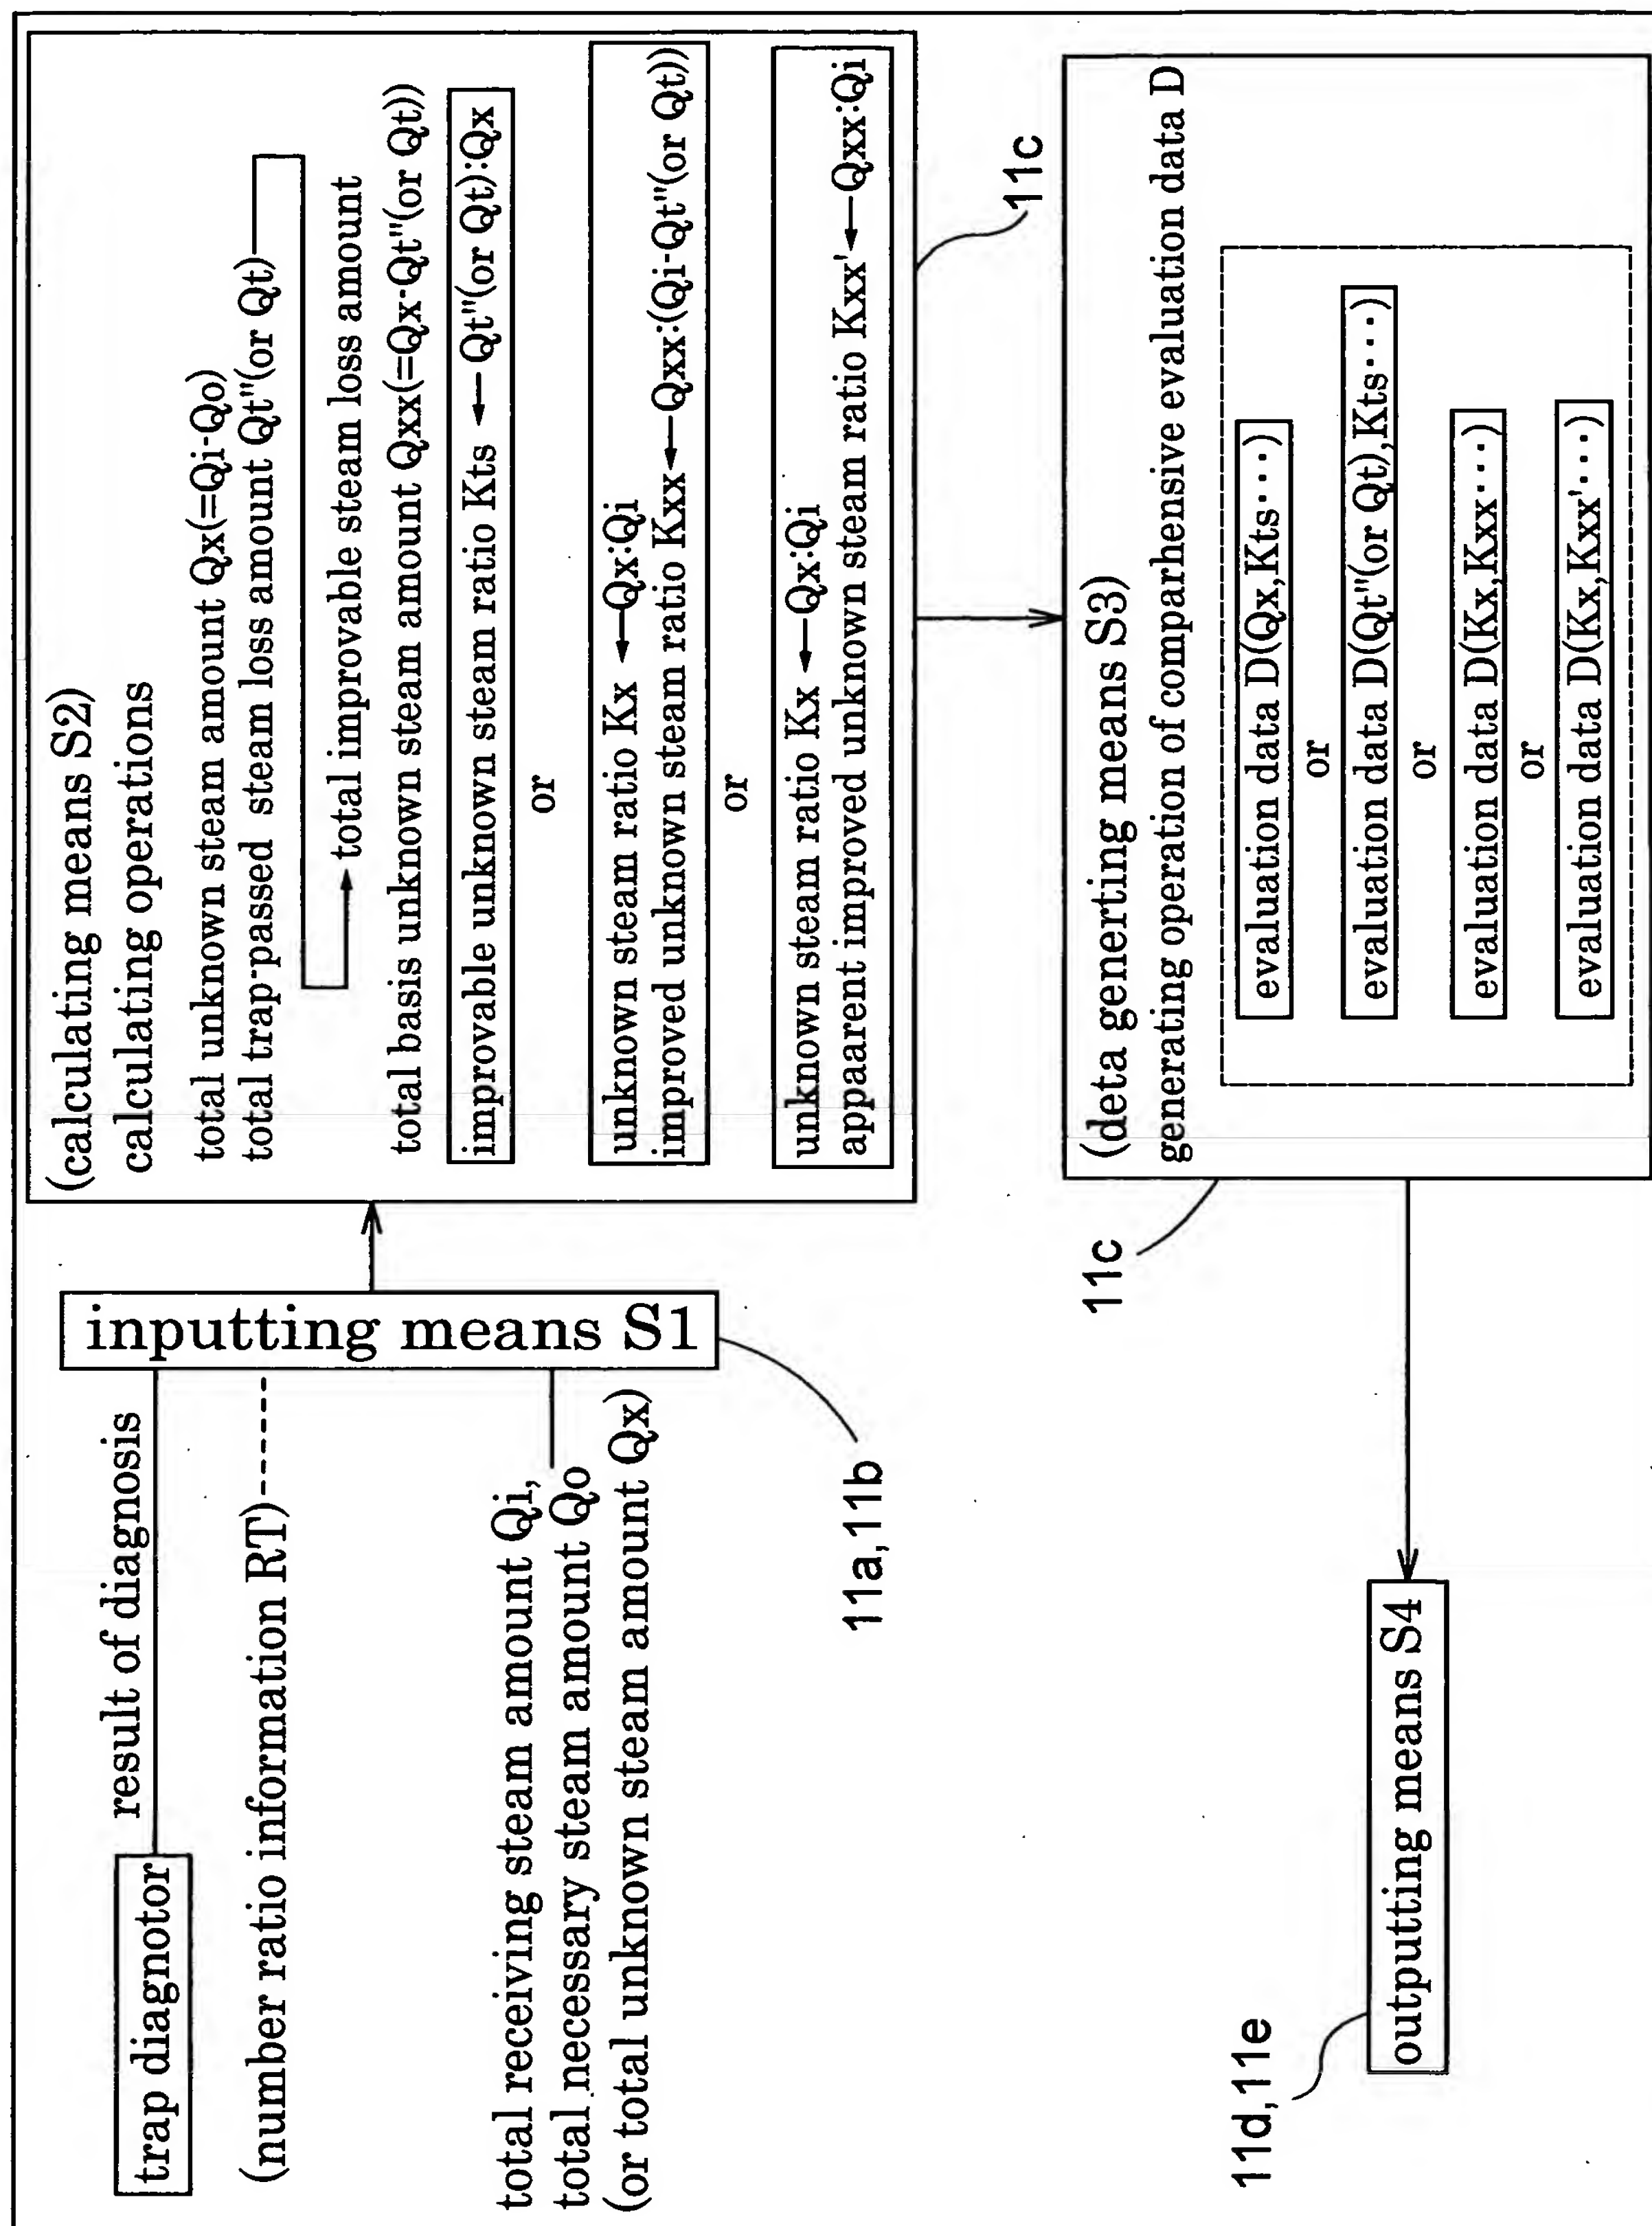 trap diagnotor
result of diagnosis
(number ratio information RT)
total receiving steam amount Qi,
total necessary steam amount Qo
(or total unknown steam amount Qx)
inputting means S1
11a,11b
(calculating means S2)
calculating operations
total unknown steam amount Qx(=Qi-Qo)
total trap-passed steam loss amount Qt"(or Qt)
total improvable steam loss amount
total basis unknown steam amount Qxx(=Qx-Qt"(or Qt))
improvable unknown steam ratio Kts ← Qt"(or Qt):Qx
or
unknown steam ratio Kx ←Qx:Qi
improved unknown steam ratio Kxx←Qxx:(Qi-Qt"(or Qt))
or
unknown steam ratio Kx ←Qx:Qi
appaarent improved unknown steam ratio Kxx'←Qxx:Qi
11c
(deta generting means S3)
generating operation of comparhensive evaluation data D
evaluation data D(Qx,Kts···)
or
evaluation data D(Qt"(or Qt),Kts···)
or
evaluation data D(Kx,Kxx···)
or
evaluation data D(Kx,Kxx'···)
11c
11d,11e
outputting means S4